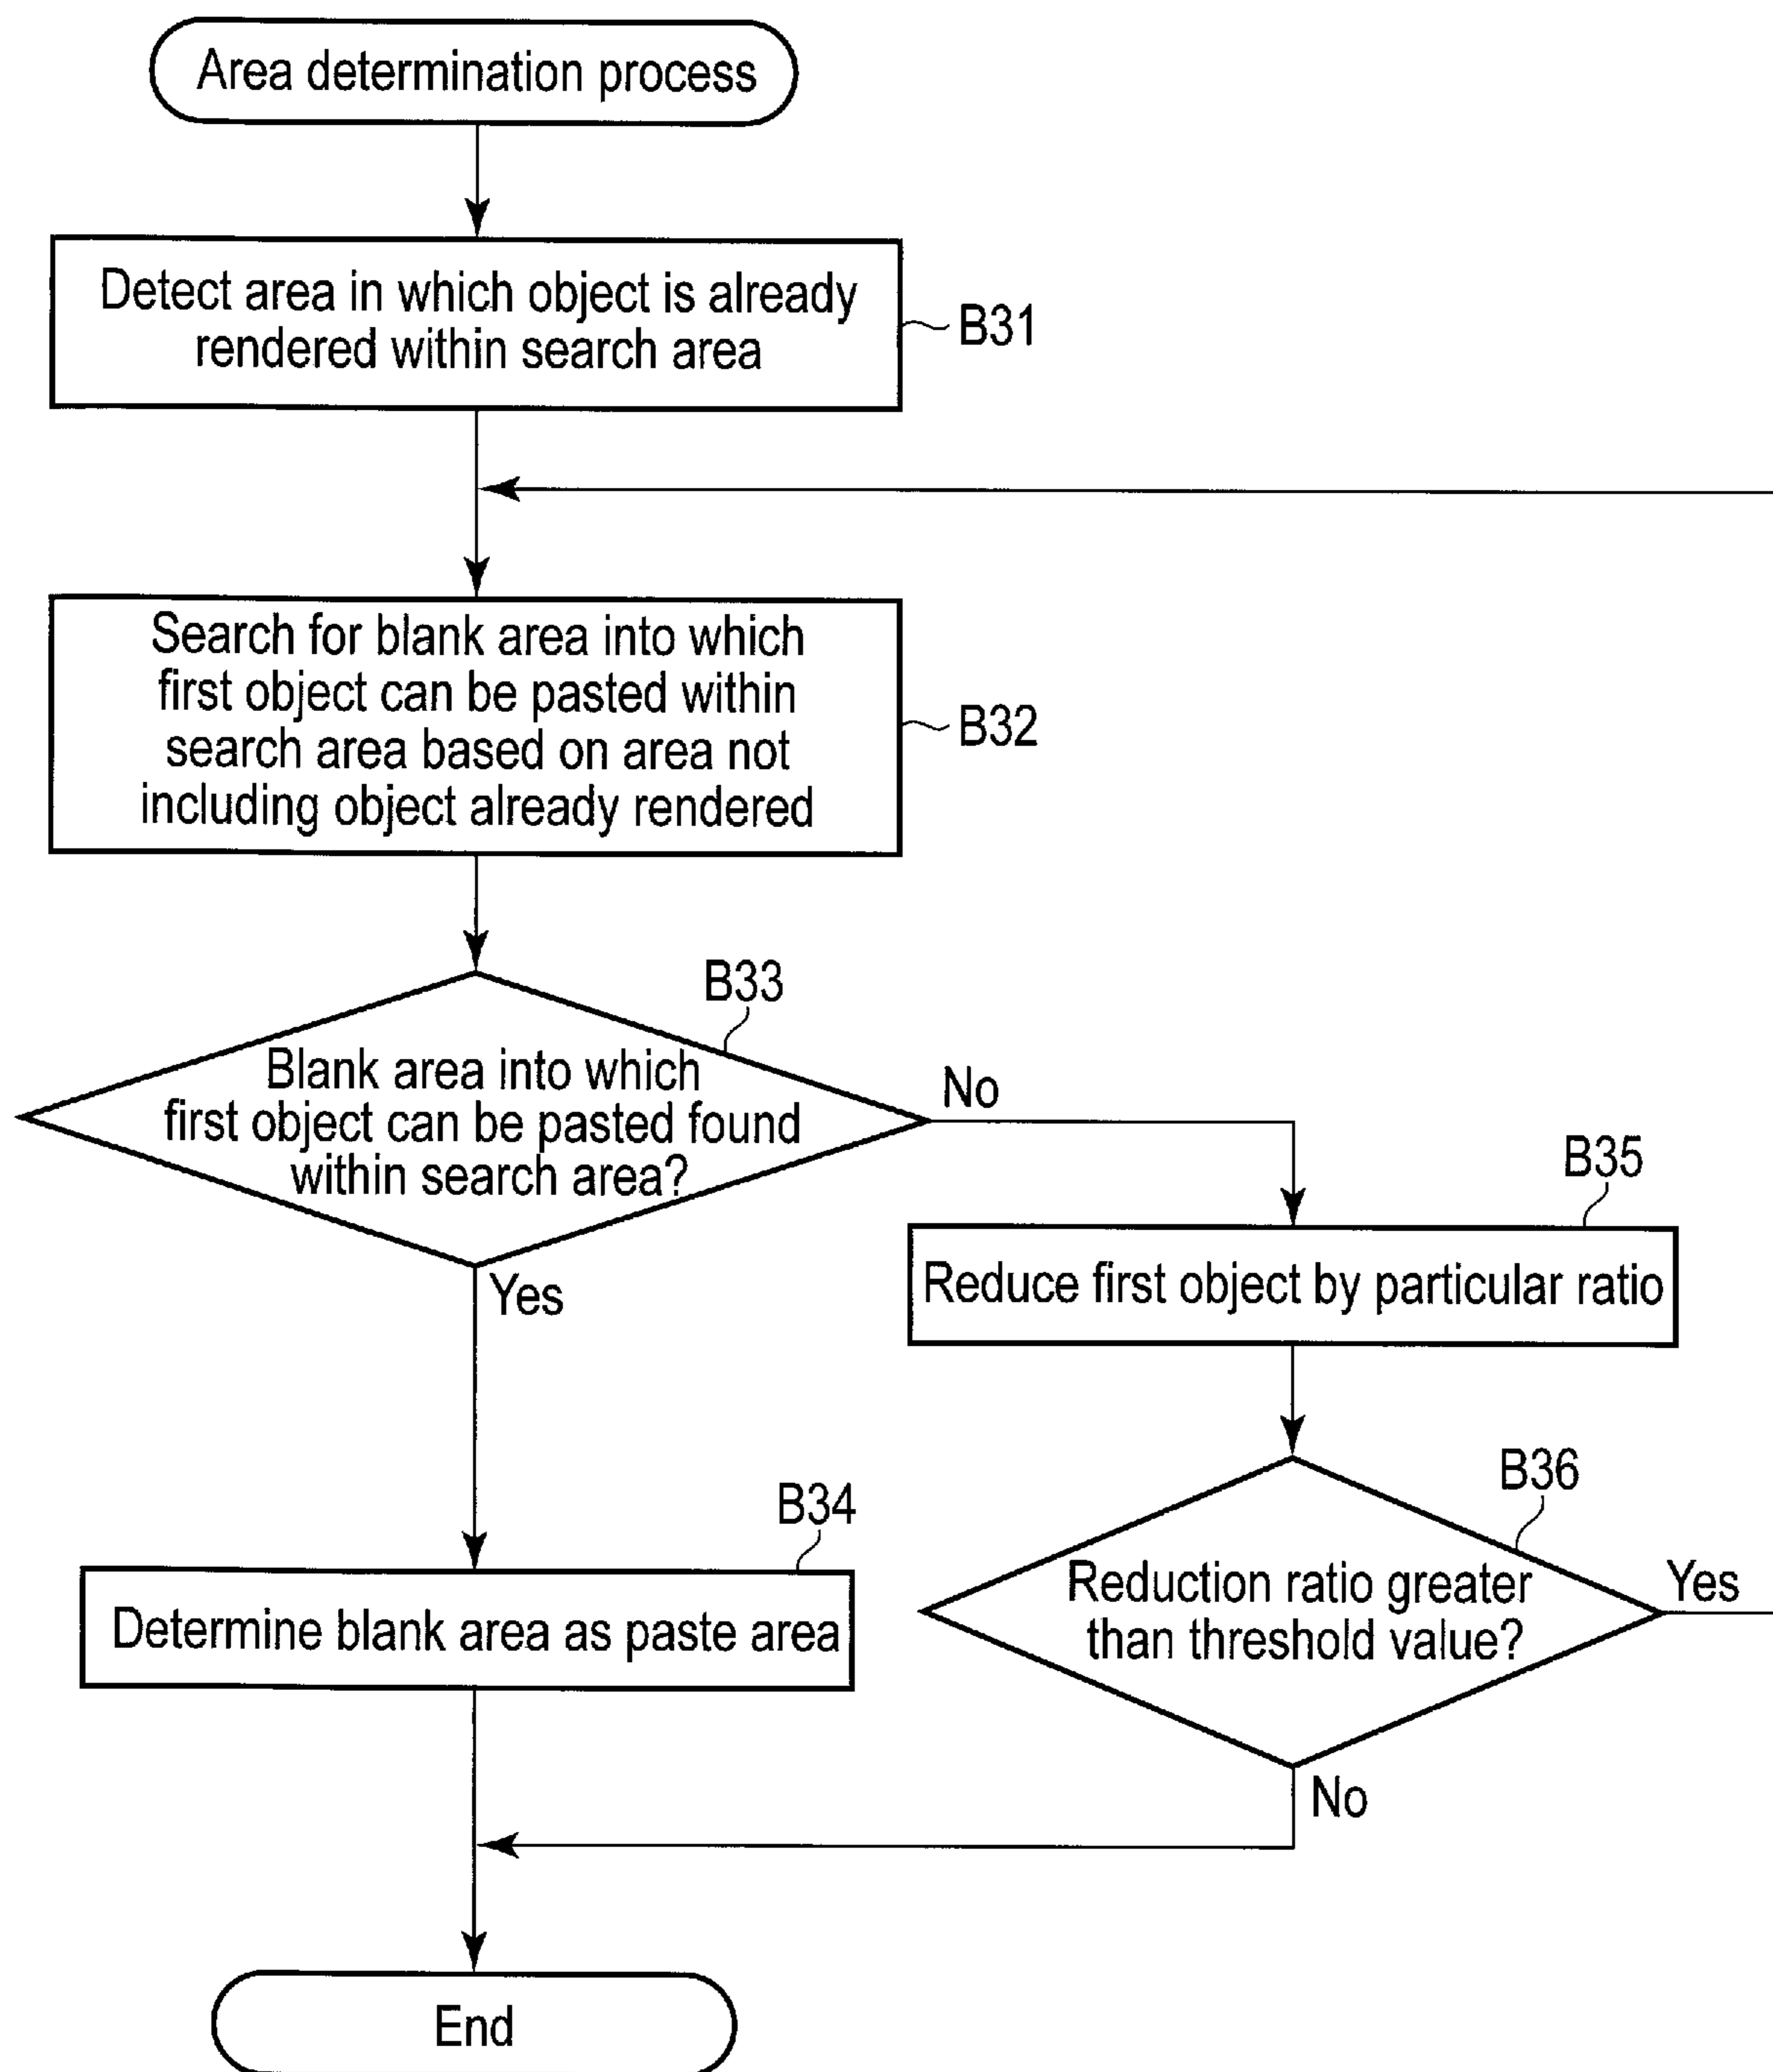 Area determination process
Detect area in which object is already
rendered within search area
B31
Search for blank area into which
first object can be pasted within
search area based on area not
including object already rendered
B32
B33
Blank area into which
first object can be pasted found
within search area?
No
Yes
B35
Reduce first object by particular ratio
B36
Reduction ratio greater
than threshold value?
Yes
No
B34
Determine blank area as paste area
End